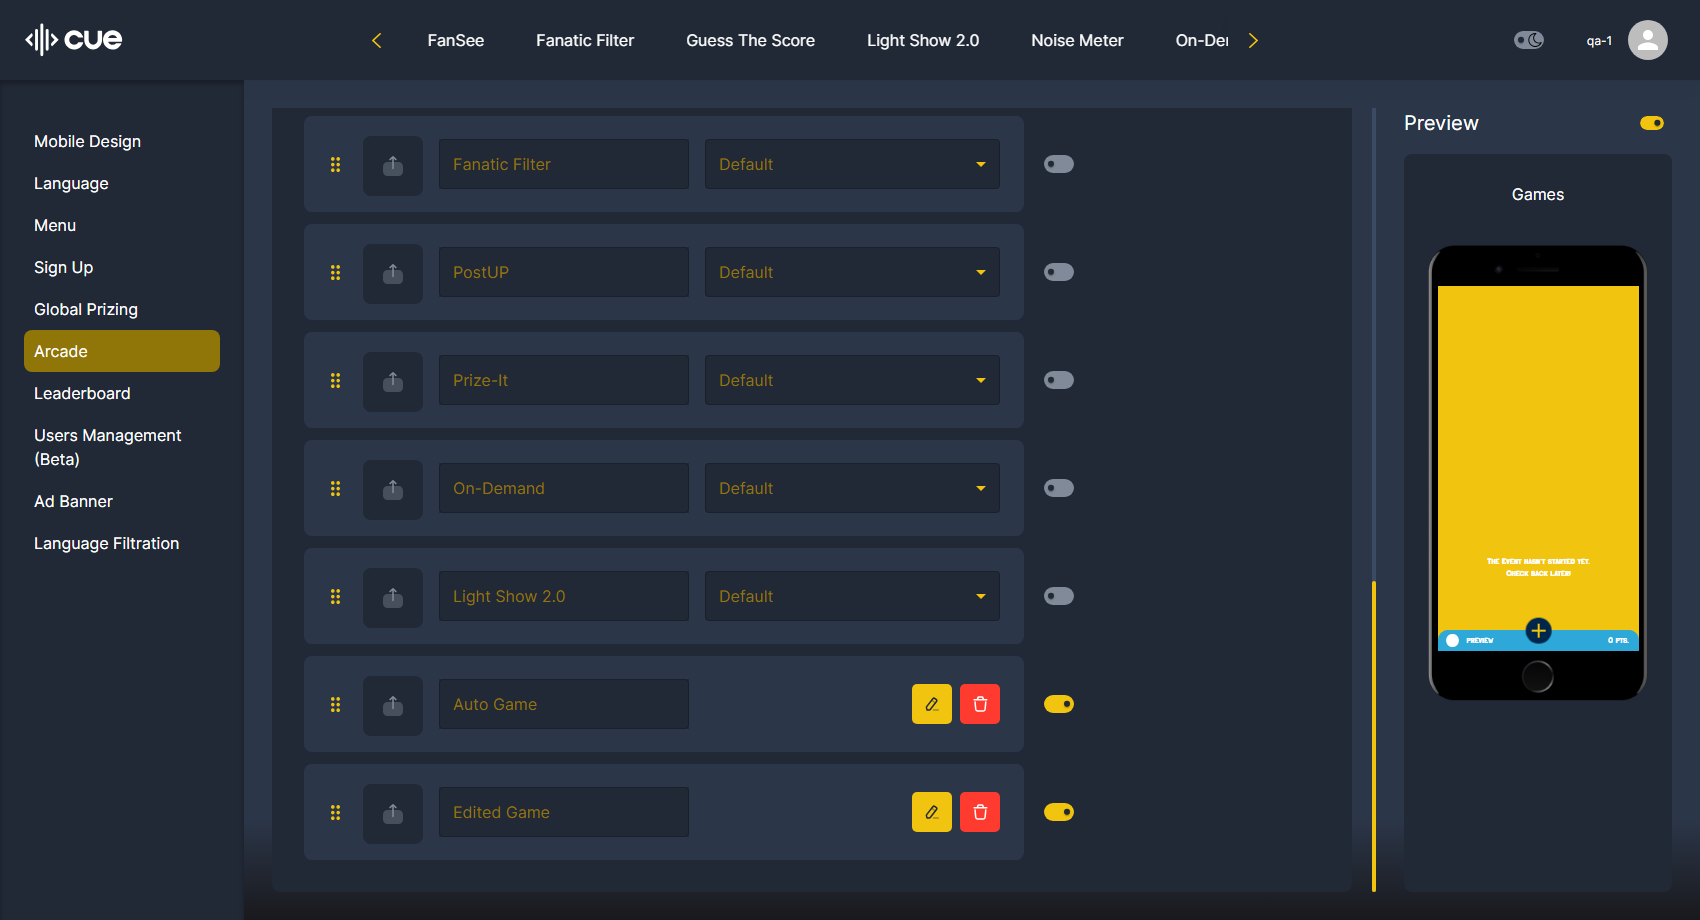 cue
FanSee
Fanatic Filter
Guess The Score
Light Show 2.0
Noise Meter
On-Der
qa-1
Mobile Design
Language
Menu
Sign Up
Global Prizing
Arcade
Leaderboard
Users Management
(Beta)
Ad Banner
Language Filtration
Fanatic Filter
Default
PostUP
Default
Prize-It
Default
On-Demand
Default
Light Show 2.0
Default
Auto Game
Edited Game
Preview
Games
The Event hasn't started yet.
Check back later!
PREVIEW
0 PTS.